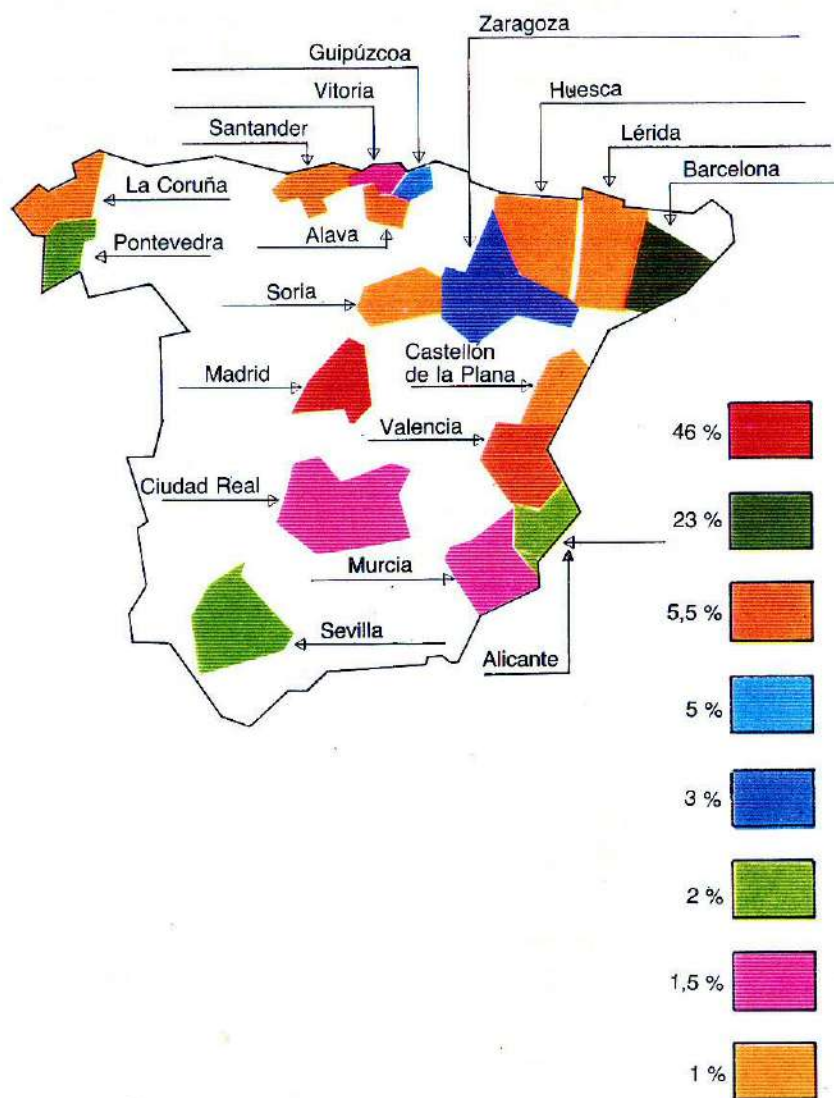 Zaragoza
Guipúzcoa
Vitoria
Huesca
Santander
Lérida
Barcelona
La Coruña
Pontevedra
Alava
Soria
Madrid
Castellón
de la Plana
Valencia
Ciudad Real
Murcia
Sevilla
Alicante
46 %
23 %
5,5 %
5 %
3 %
2 %
1,5 %
1 %